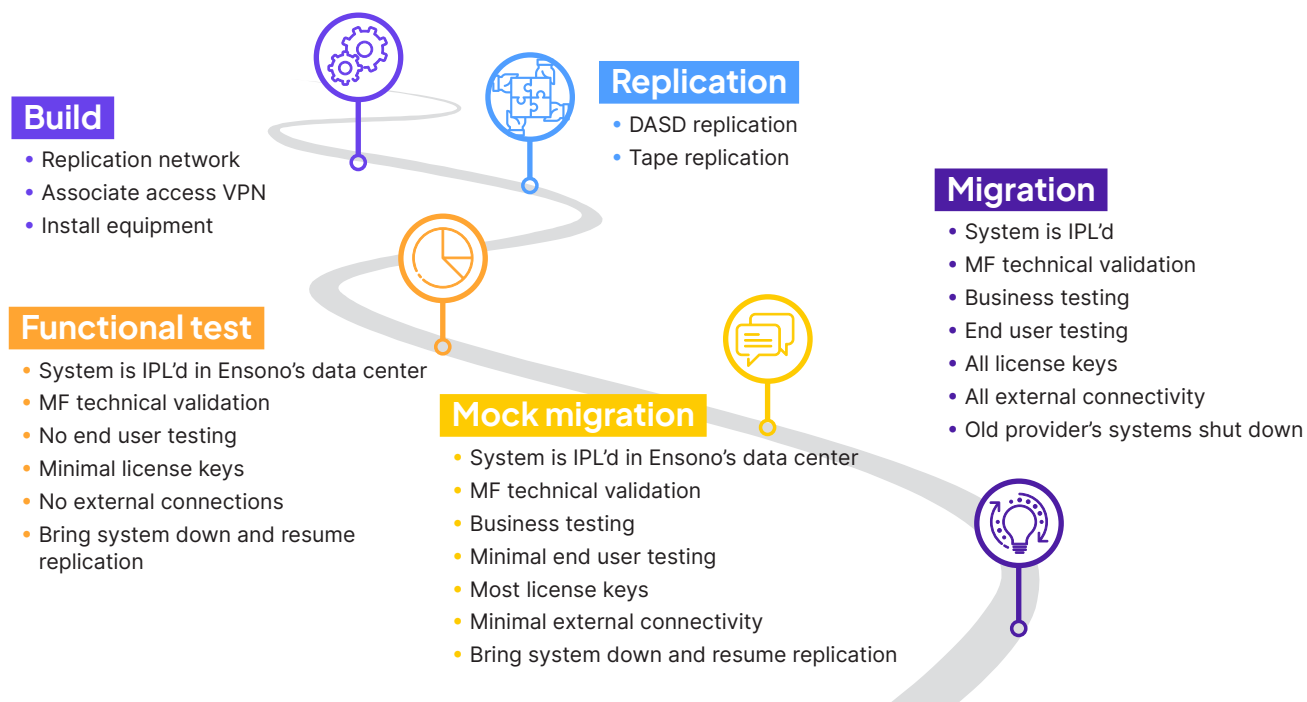 Build
• Replication network
• Associate access VPN
• Install equipment
Replication
• DASD replication
• Tape replication
Functional test
• System is IPL’d in Ensono’s data center
• MF technical validation
• No end user testing
• Minimal license keys
• No external connections
• Bring system down and resume
replication
Mock migration
• System is IPL’d in Ensono’s data center
• MF technical validation
• Business testing
• Minimal end user testing
• Most license keys
• Minimal external connectivity
• Bring system down and resume replication
Migration
• System is IPL’d
• MF technical validation
• Business testing
• End user testing
• All license keys
• All external connectivity
• Old provider’s systems shut down